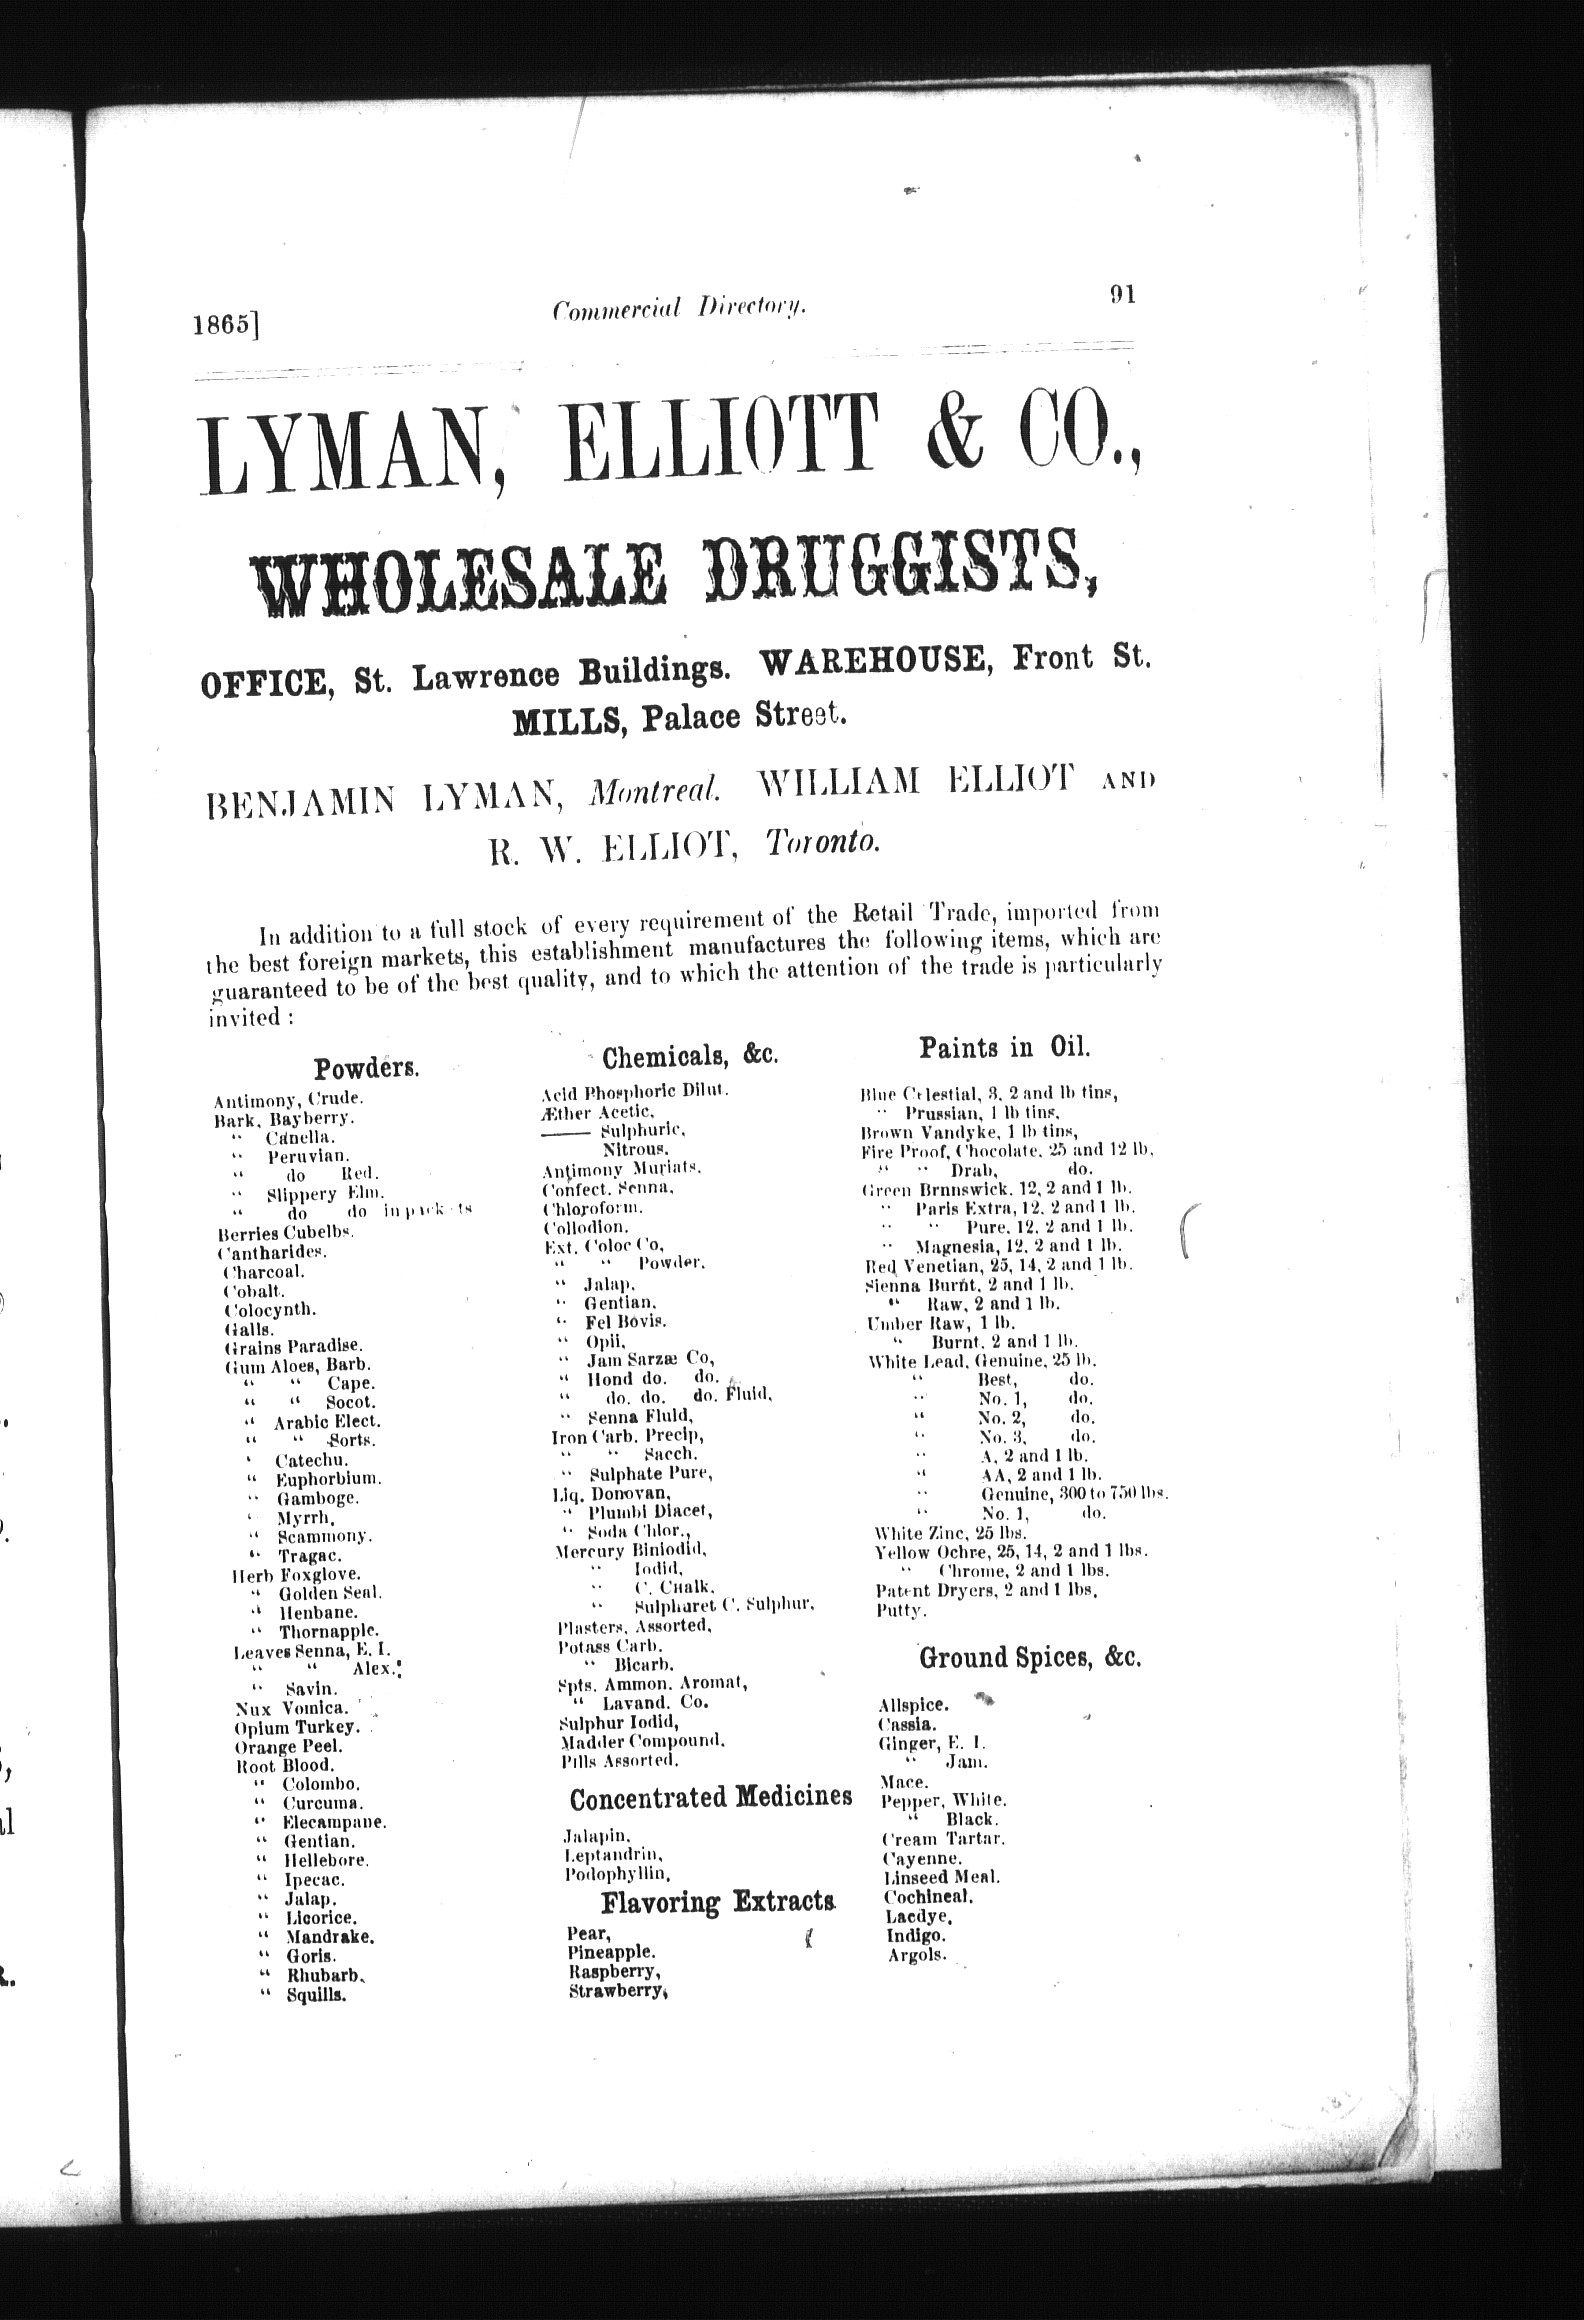 1865]
Commercial Directory.
91
LYMAN, ELLIOTT & CO.,
WHOLESALE DRUGGISTS,
OFFICE, St. Lawrence Buildings. WAREHOUSE, Front St.
MILLS, Palace Street.
BENJAMIN LYMAN, Montreal. WILLIAM ELLIOT AND
R. W. ELLIOT, Toronto.
In addition to a full stock of every requirement of the Retail Trade, imported from
the best foreign markets, this establishment manufactures the following items, which are
guaranteed to be of the best quality, and to which the attention of the trade is particularly
invited :
Powders.
Antimony, Crude.
Bark, Bayberry.
“ Canella.
“ Peruvian.
“ do Red.
“ Slippery Elm.
“ do do in packets
Berries Cubelbs.
Cantharides.
Charcoal.
Cobalt.
Colocynth.
Galls.
Grains Paradise.
Gum Aloes, Barb.
“ “ Cape.
“ “ Socot.
“ Arabic Elect.
“ “ Sorts.
“ Catechu.
“ Euphorbium.
“ Gamboge.
“ Myrrh.
“ Scammony.
“ Tragac.
Herb Foxglove.
“ Golden Seal.
“ Henbane.
“ Thornapple.
Leaves Senna, E. I.
“ “ Alex.
“ Savin.
Nux Vomica.
Opium Turkey.
Orange Peel.
Root Blood.
“ Colombo.
“ Curcuma.
“ Elecampane.
“ Gentian.
“ Hellebore.
“ Ipecac.
“ Jalap.
“ Licorice.
“ Mandrake.
“ Goris.
“ Rhubarb.
“ Squills.
Chemicals, &c.
Acid Phosphoric Dilut.
Æther Acetic.
—— Sulphuric.
Nitrous.
Antimony Muriats.
Confect. Senna.
Chloroform.
Collodion.
Ext. Coloc Co,
“ “ Powder.
“ Jalap.
“ Gentian.
“ Fel Bovis.
“ Opii.
“ Jam Sarzæ Co,
“ Hond do. do.
“ do. do. do. Fluid,
“ Senna Fluid,
Iron Carb. Precip,
“ “ Sacch.
“ Sulphate Pure,
Liq. Donovan,
“ Plumbi Diacet,
“ Soda Chlor.,
Mercury Biniodid,
“ Iodid,
“ C. Cualk.
“ Sulpharet C. Sulphur.
Plasters, Assorted,
Potass Carb.
“ Bicarb.
Spts. Ammon. Aromat,
“ Lavand. Co.
Sulphur Iodid,
Madder Compound.
Pills Assorted.
Concentrated Medicines
Jalapin.
Leptandrin,
Podophyllin,
Flavoring Extracts
Pear,
Pineapple.
Raspberry,
Strawberry,
Paints in Oil.
Blue Celestial, 3, 2 and lb tins,
“ Prussian, 1 lb tins,
Brown Vandyke, 1 lb tins,
Fire Proof, Chocolate, 25 and 12 lb,
“ “ Drab, do.
Green Brnnswick. 12, 2 and 1 lb.
“ Paris Extra, 12, 2 and 1 lb.
“ “ Pure, 12, 2 and 1 lb.
“ Magnesia, 12, 2 and 1 lb.
Red Venetian, 25, 14, 2 and 1 lb.
Sienna Burnt, 2 and 1 lb.
“ Raw, 2 and 1 lb.
Umber Raw, 1 lb.
“ Burnt, 2 and 1 lb.
White Lead, Genuine, 25 lb.
“ Best, do.
“ No. 1, do.
“ No. 2, do.
“ No. 3, do.
“ A, 2 and 1 lb.
“ AA, 2 and 1 lb.
“ Genuine, 300 to 750 lbs.
“ No. 1, do.
White Zinc, 25 lbs.
Yellow Ochre, 25, 14, 2 and 1 lbs.
“ Chrome, 2 and 1 lbs.
Patent Dryers, 2 and 1 lbs,
Putty.
Ground Spices, &c.
Allspice.
Cassia.
Ginger, E. I.
“ Jam.
Mace.
Pepper, White.
“ Black.
Cream Tartar.
Cayenne.
Linseed Meal.
Cochineal.
Lacdye.
Indigo.
Argols.